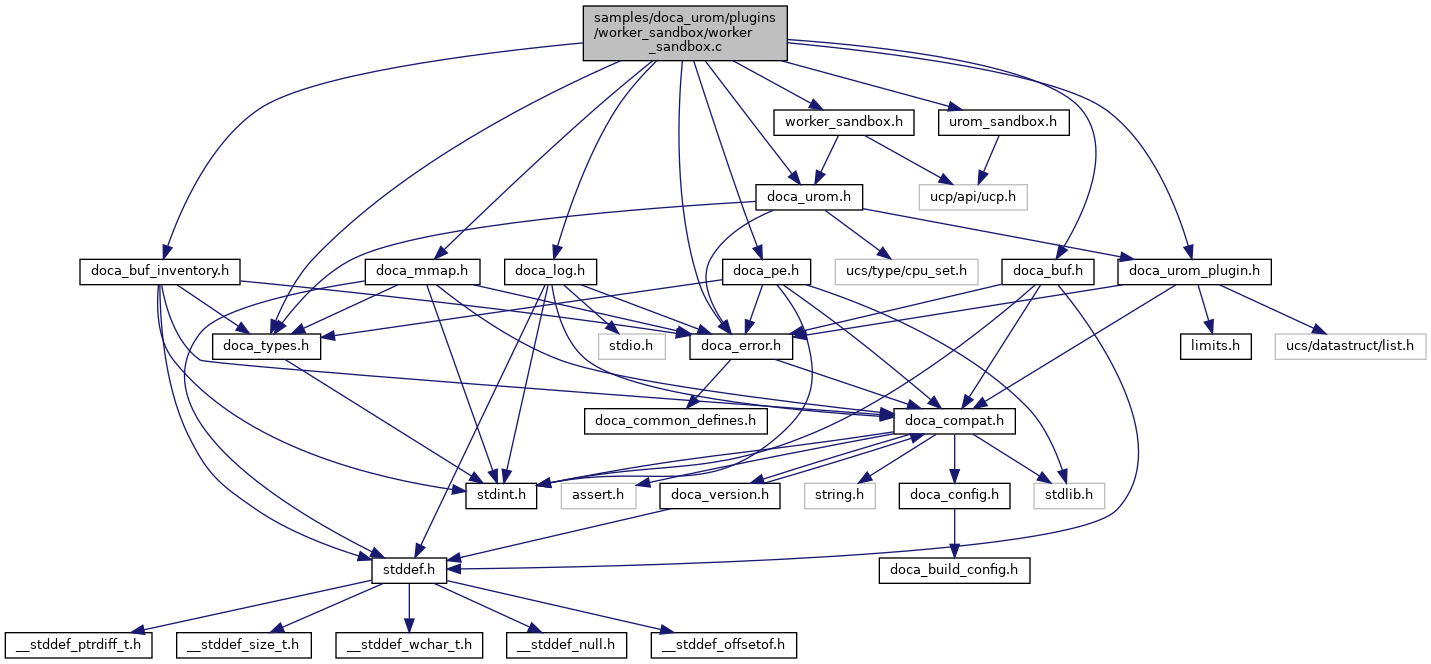 samples/doca_urom/plugins
/worker_sandbox/worker
_sandbox.c
worker_sandbox.h
urom_sandbox.h
doca_urom.h
ucp/api/ucp.h
doca_buf_inventory.h
doca_mmap.h
doca_log.h
doca_pe.h
ucs/type/cpu_set.h
doca_buf.h
doca_urom_plugin.h
doca_types.h
stdio.h
doca_error.h
limits.h
ucs/datastruct/list.h
doca_common_defines.h
doca_compat.h
stdint.h
assert.h
doca_version.h
string.h
doca_config.h
stdlib.h
stddef.h
doca_build_config.h
__stddef_ptrdiff_t.h
__stddef_size_t.h
__stddef_wchar_t.h
__stddef_null.h
__stddef_offsetof.h